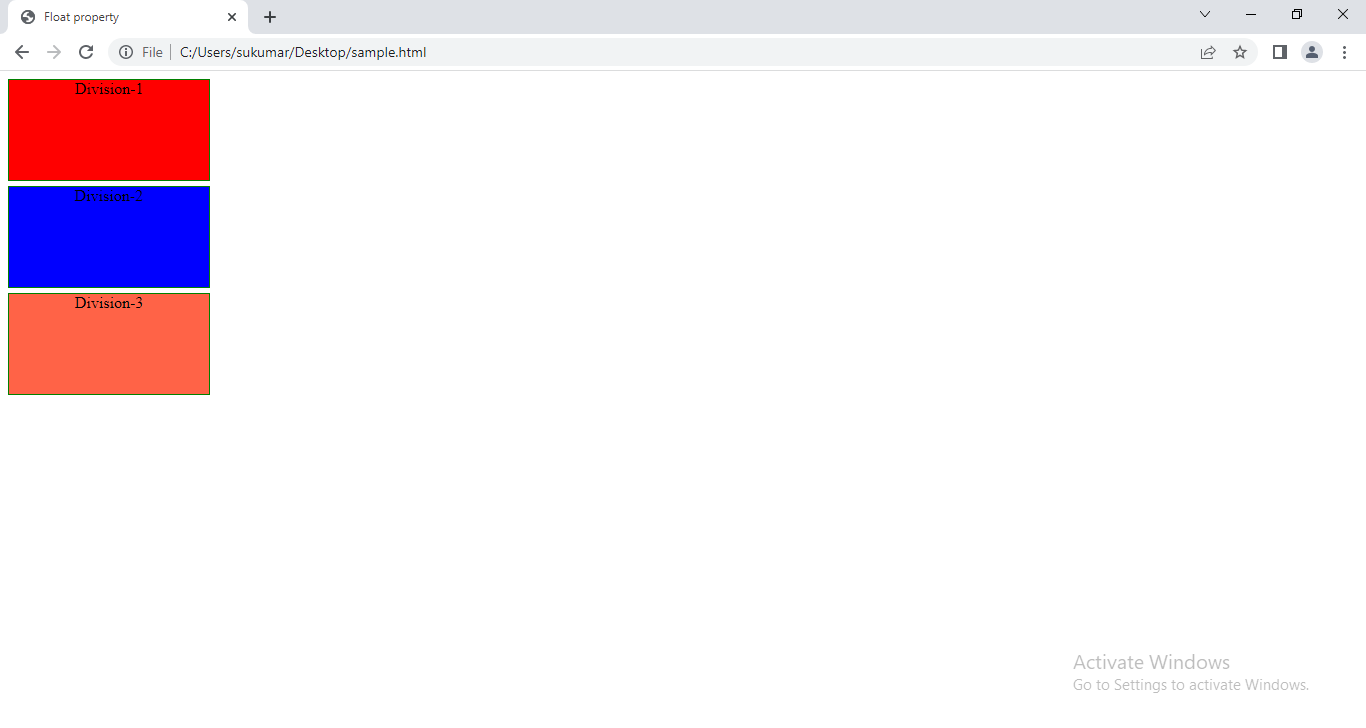 Float property
File
C:/Users/sukumar/Desktop/sample.html
Division-1
Division-2
Division-3
Activate Windows
Go to Settings to activate Windows.